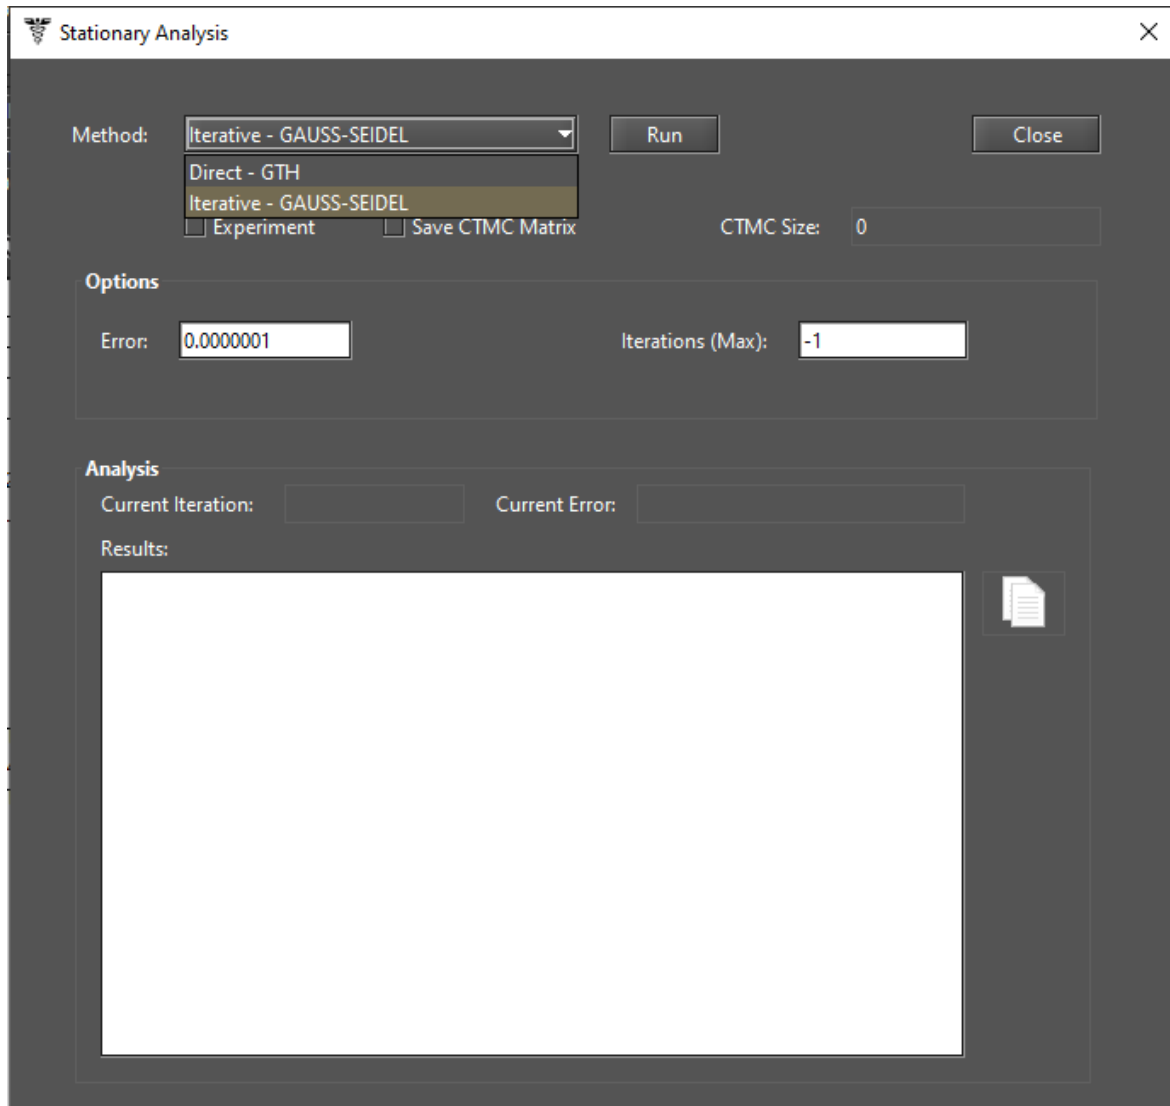 Stationary Analysis
Method: Iterative - GAUSS-SEIDEL Run Close
Direct - GTH
Iterative - GAUSS-SEIDEL
Experiment Save CTMC Matrix CTMC Size: 0
Options
Error: 0.0000001 Iterations (Max): -1
Analysis
Current Iteration: Current Error:
Results: